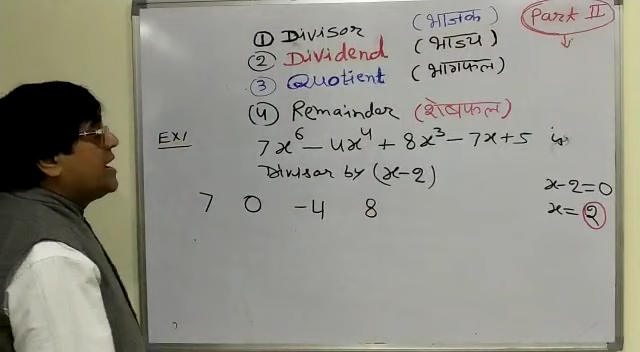 ① Divisor (भाजक) Part II
② Dividend (भाज्य)
③ Quotient (भागफल)
④ Remainder (शेषफल)
EX1 7x⁶ - 4x⁴ + 8x³ - 7x + 5 is
Divisor by (x-2)
x-2=0
7 0 -4 8
x= 2